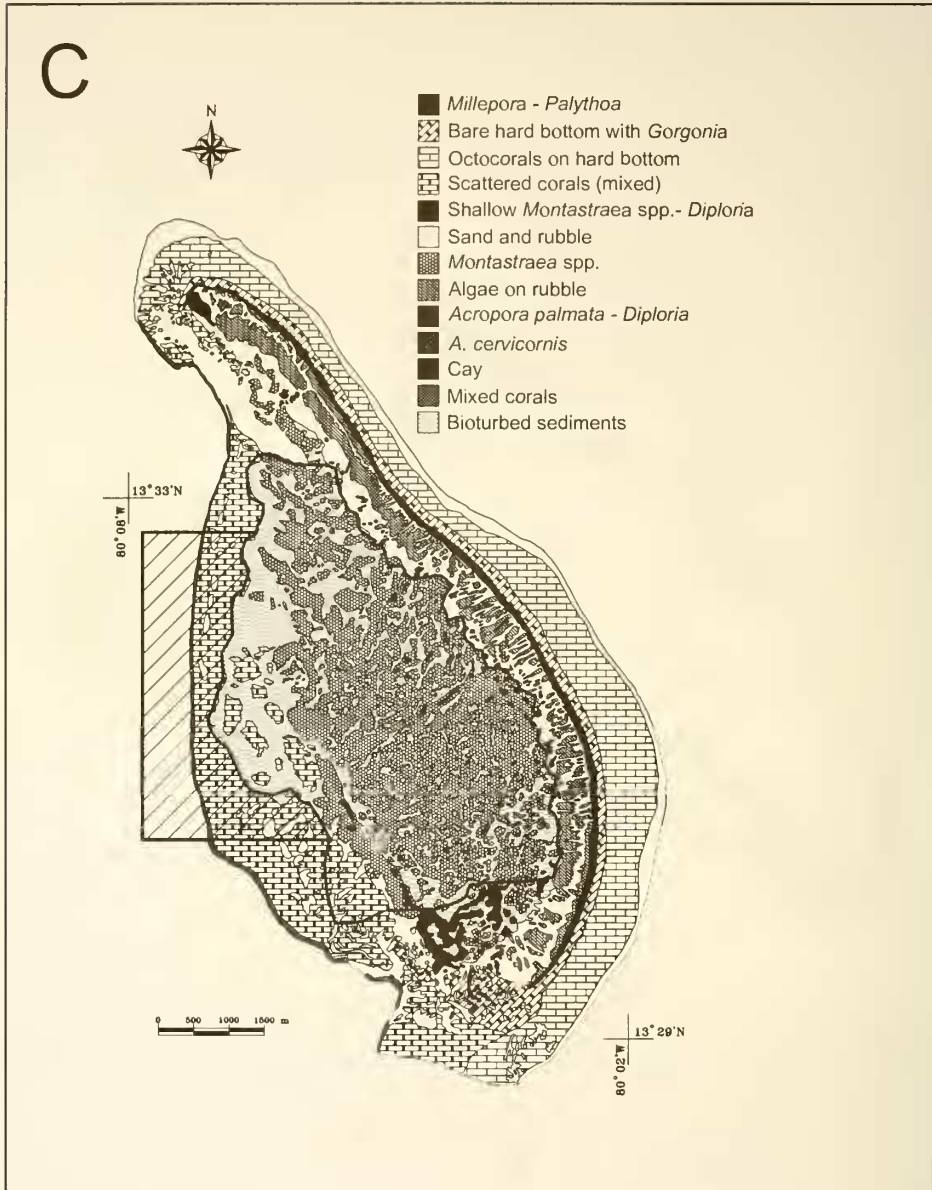 C
N
Millepora - Palythoa
Bare hard bottom with Gorgonia
Octocorals on hard bottom
Scattered corals (mixed)
Shallow Montastraea spp.- Diploria
Sand and rubble
Montastraea spp.
Algae on rubble
Acropora palmata - Diploria
A. cervicornis
Cay
Mixed corals
Bioturbed sediments
13°33'N
80°08'W
0 500 1000 1500 m
13°29'N
80°02'W